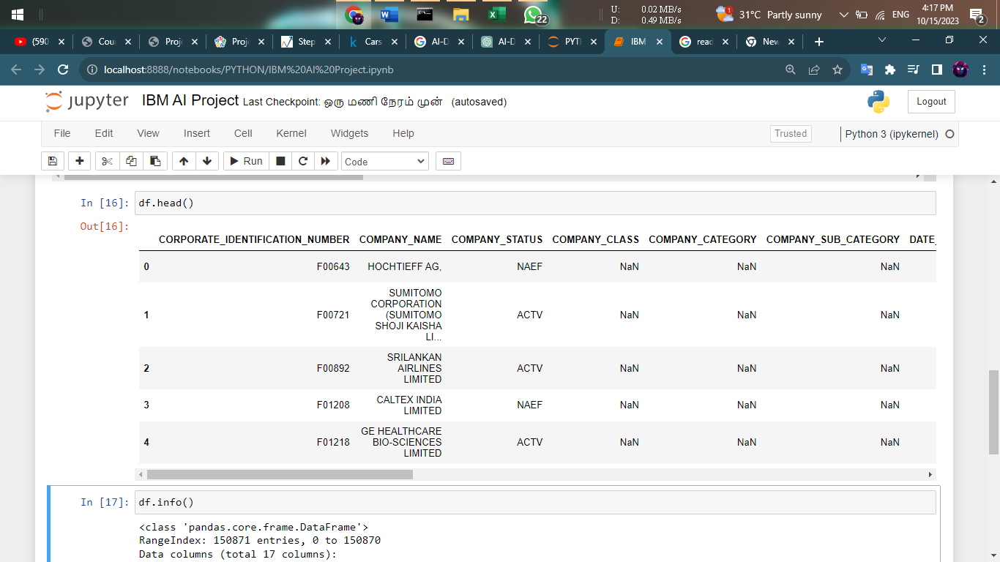 U: 0.02 MB/s
D: 0.49 MB/s
22
1
31°C Partly sunny
ENG
4:17 PM
10/15/2023
2
(590
Cou
Proj
Proj
Step
Cars
AI-D
AI-D
PYTH
IBM
read
New
localhost:8888/notebooks/PYTHON/IBM%20AI%20Project.ipynb
jupyter IBM AI Project Last Checkpoint: ஒரு மணி நேரம் முன் (autosaved)
Logout
File Edit View Insert Cell Kernel Widgets Help
Trusted
Python 3 (ipykernel)
Run
Code
In [16]: df.head()
Out[16]:
CORPORATE_IDENTIFICATION_NUMBER COMPANY_NAME COMPANY_STATUS COMPANY_CLASS COMPANY_CATEGORY COMPANY_SUB_CATEGORY DATE_
0 F00643 HOCHTIEFF AG, NAEF NaN NaN NaN
SUMITOMO
CORPORATION
1 F00721 (SUMITOMO ACTV NaN NaN NaN
SHOJI KAISHA
LI...
SRILANKAN
2 F00892 AIRLINES ACTV NaN NaN NaN
LIMITED
3 F01208 CALTEX INDIA NAEF NaN NaN NaN
LIMITED
GE HEALTHCARE
4 F01218 BIO-SCIENCES ACTV NaN NaN NaN
LIMITED
In [17]: df.info()
<class 'pandas.core.frame.DataFrame'>
RangeIndex: 150871 entries, 0 to 150870
Data columns (total 17 columns):